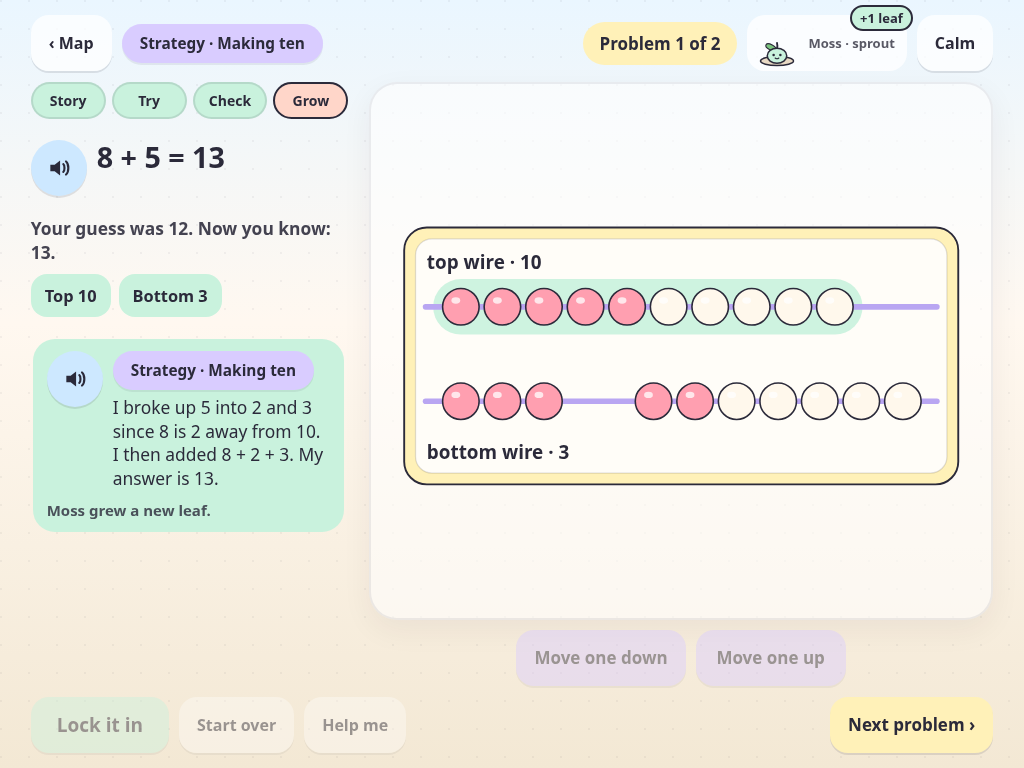 ‹ Map
Strategy · Making ten
Problem 1 of 2
+1 leaf
Moss · sprout
Calm
Story
Try
Check
Grow
8 + 5 = 13
Your guess was 12. Now you know:
13.
Top 10
Bottom 3
Strategy · Making ten
I broke up 5 into 2 and 3
since 8 is 2 away from 10.
I then added 8 + 2 + 3. My
answer is 13.
Moss grew a new leaf.
top wire · 10
bottom wire · 3
Move one down
Move one up
Lock it in
Start over
Help me
Next problem ›